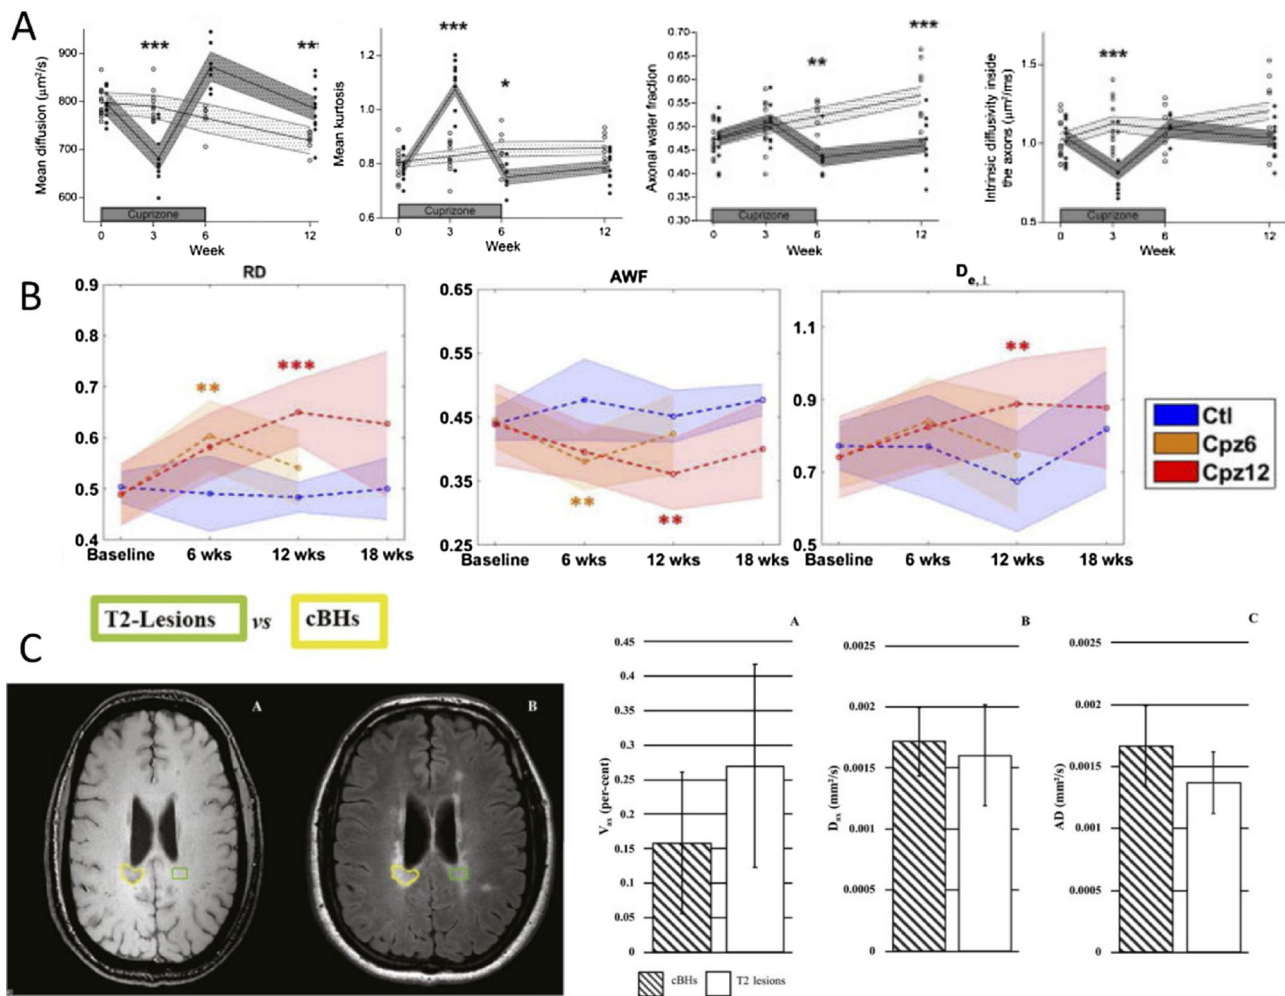 A
Mean diffusion (μm²/s)
900
800
700
600
***
**
Cuprizone
0 3 6 12
Week
Mean kurtosis
1.2
1.0
0.8
0.6
***
*
Cuprizone
0 3 6 12
Week
Axonal water fraction
0.70
0.65
0.60
0.55
0.50
0.45
0.40
0.35
0.30
**
***
Cuprizone
0 3 6 12
Week
Intrinsic diffusivity inside
the axons (μm²/ms)
1.5
1.0
0.5
***
Cuprizone
0 3 6 12
Week
B
RD
0.9
0.8
0.7
0.6
0.5
0.4
**
***
Baseline 6 wks 12 wks 18 wks
AWF
0.65
0.55
0.45
0.35
0.25
**
**
Baseline 6 wks 12 wks 18 wks
De,⊥
1.1
0.9
0.7
0.5
**
Baseline 6 wks 12 wks 18 wks
Ctl
Cpz6
Cpz12
T2-Lesions vs cBHs
C
A
B
A
Vax (per-cent)
0.45
0.4
0.35
0.3
0.25
0.2
0.15
0.1
0.05
0
B
Dax (mm²/s)
0.0025
0.002
0.0015
0.001
0.0005
0
C
AD (mm²/s)
0.0025
0.002
0.0015
0.001
0.0005
0
cBHs T2 lesions